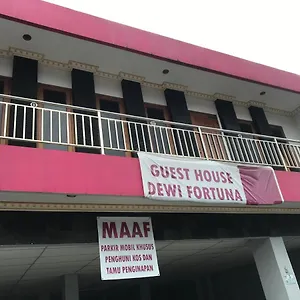 GUEST HOUSE
DEWI FORTUNA
MAAF
PARKIR MOBIL KHUSUS
PENGHUNI KOS DAN
TAMU PENGINAPAN